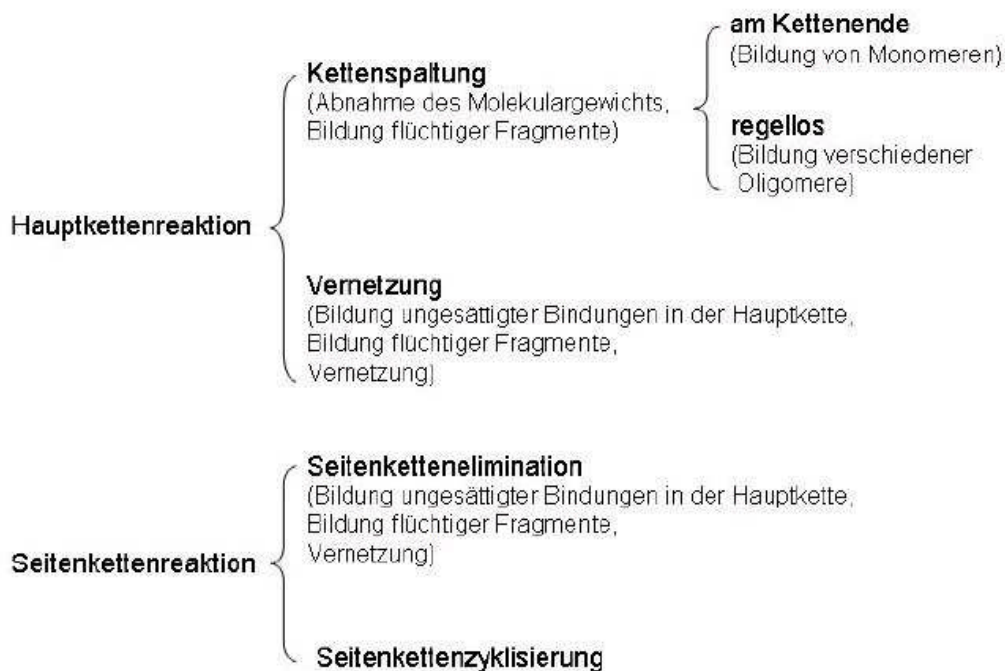 am Kettenende
(Bildung von Monomeren)
Kettenspaltung
(Abnahme des Molekulargewichts,
Bildung flüchtiger Fragmente)
regellos
(Bildung verschiedener
Oligomere)
Hauptkettenreaktion
Vernetzung
(Bildung ungesättigter Bindungen in der Hauptkette,
Bildung flüchtiger Fragmente,
Vernetzung)
Seitenkettenelimination
(Bildung ungesättigter Bindungen in der Hauptkette,
Bildung flüchtiger Fragmente,
Vernetzung)
Seitenkettenreaktion
Seitenkettenzyklisierung